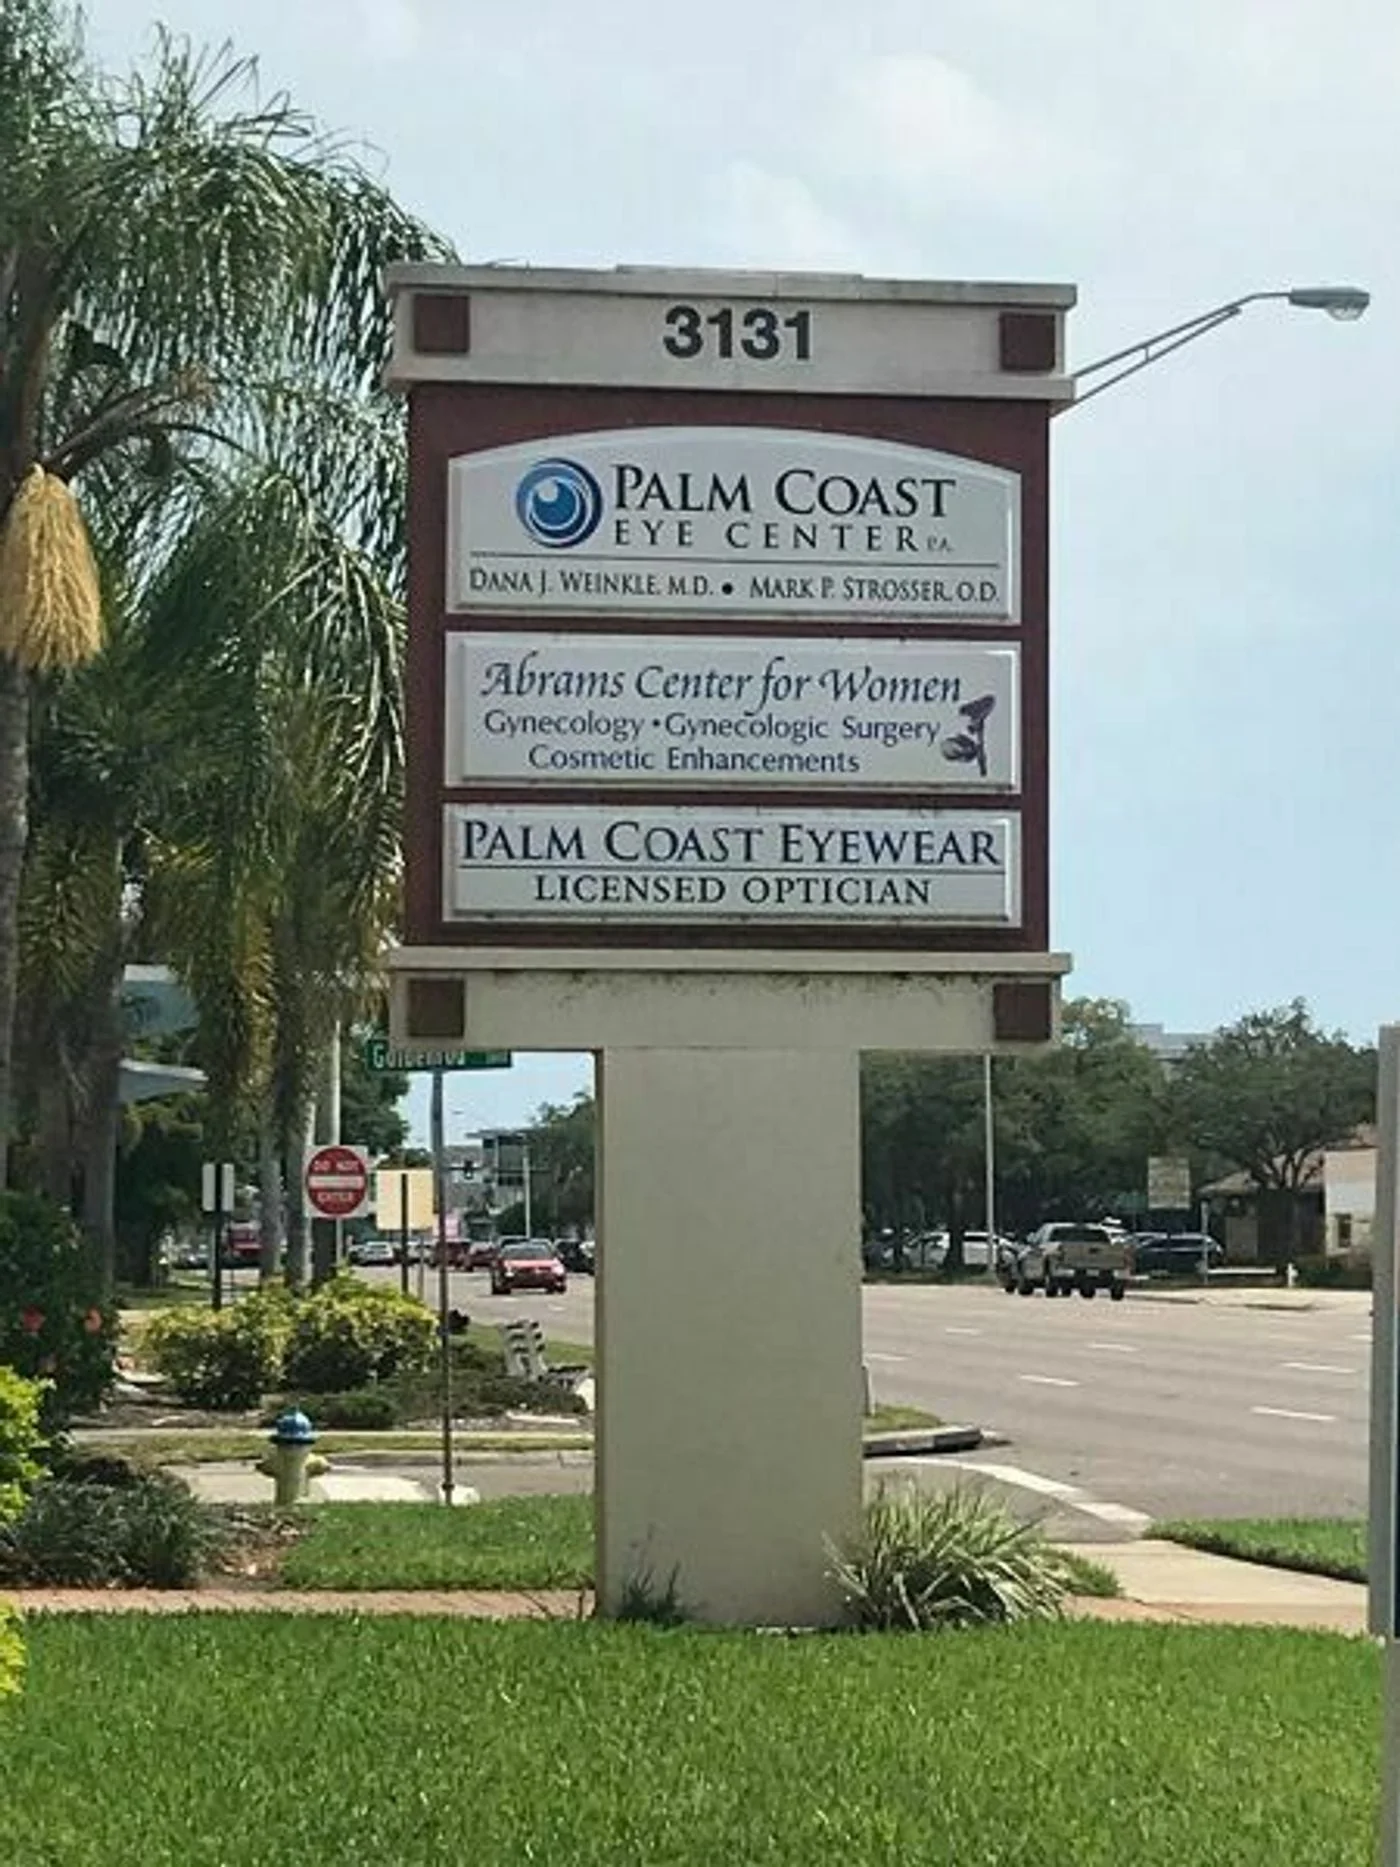 3131
PALM COAST
EYE CENTER P.A.
DANA J. WEINKLE, M.D. • MARK P. STROSSER, O.D.
Abrams Center for Women
Gynecology • Gynecologic Surgery
Cosmetic Enhancements
PALM COAST EYEWEAR
LICENSED OPTICIAN
DO NOT
ENTER